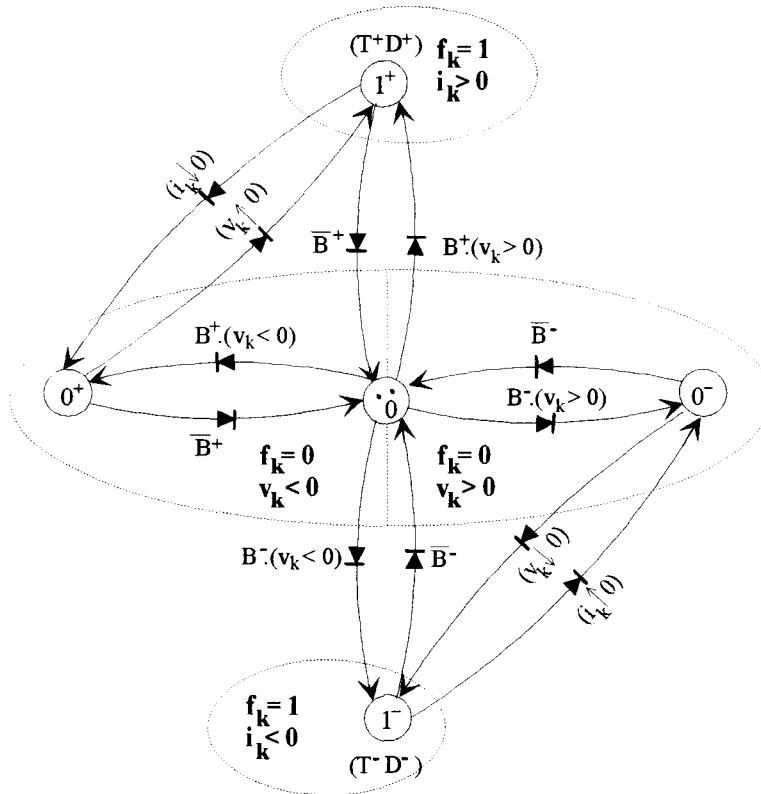 (T⁺D⁺) f_k = 1
i_k > 0
1⁺
(i_k↓0)
(v_k↑0)
B̅⁺
B⁺.(v_k > 0)
B⁺.(v_k < 0)
B̅⁻
0⁺
0
0⁻
B̅⁺
B⁻.(v_k > 0)
f_k = 0
v_k < 0
f_k = 0
v_k > 0
B⁻.(v_k < 0)
B̅⁻
(v_k↓0)
(i_k↑0)
f_k = 1
i_k < 0
1⁻
(T⁻D⁻)